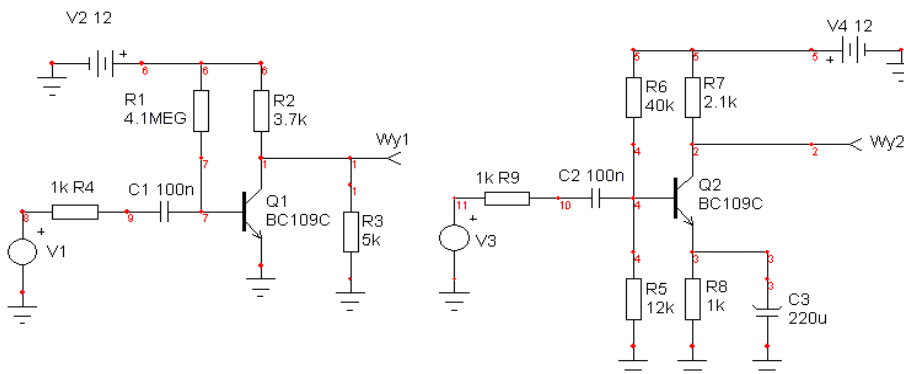 V2 12
+
6
6
6
R1
4.1MEG
R2
3.7k
Wy1
7
1
1
1
1k R4
C1 100n
Q1
BC109C
8
9
7
+
V1
R3
5k
V4 12
+
5
5
5
R6
40k
R7
2.1k
Wy2
4
2
2
1k R9
C2 100n
Q2
BC109C
11
10
4
+
V3
4
3
3
3
R5
12k
R8
1k
C3
220u